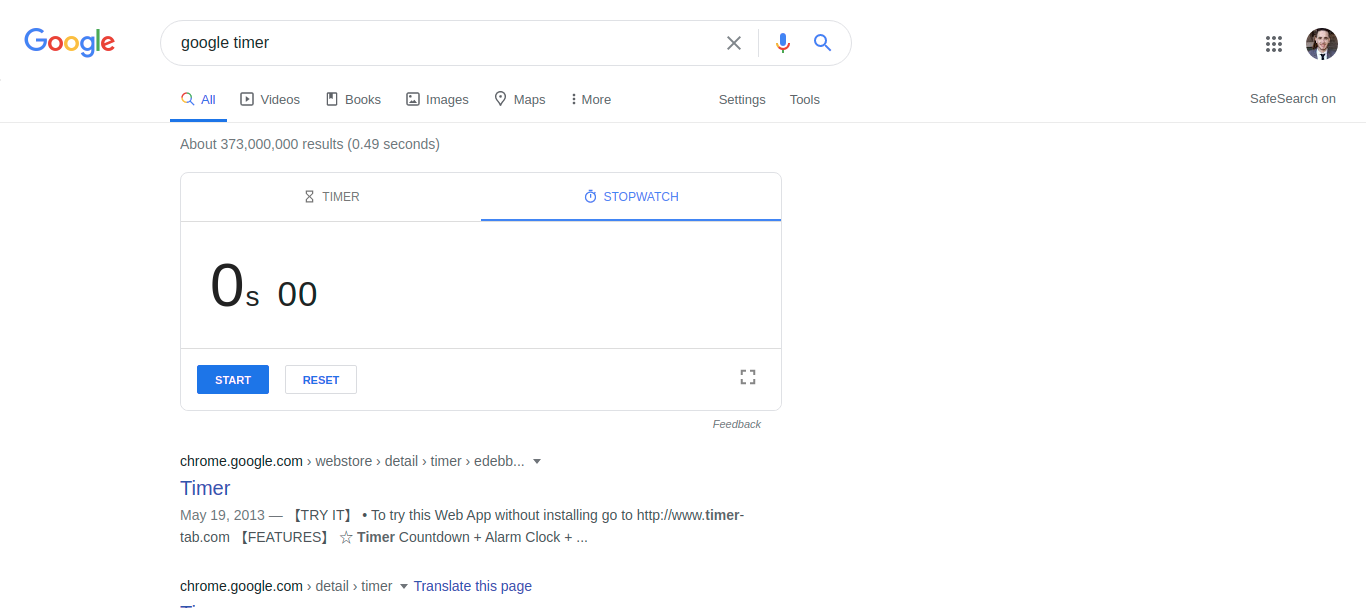 Google
google timer
All Videos Books Images Maps More Settings Tools SafeSearch on
About 373,000,000 results (0.49 seconds)
TIMER STOPWATCH
0s 00
START RESET
Feedback
chrome.google.com › webstore › detail › timer › edebb...
Timer
May 19, 2013 — 【TRY IT】 • To try this Web App without installing go to http://www.timer-
tab.com 【FEATURES】 ☆ Timer Countdown + Alarm Clock + ...
chrome.google.com › detail › timer Translate this page